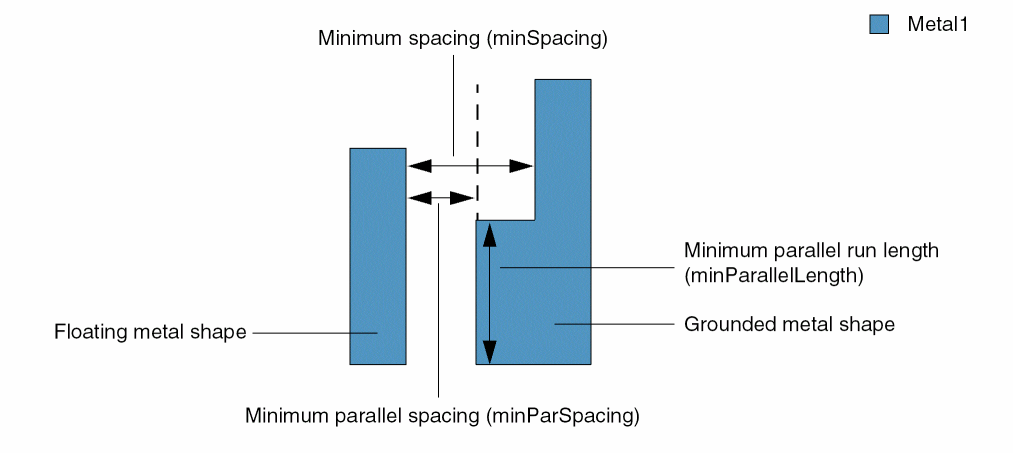 Metal1
Minimum spacing (minSpacing)
Minimum parallel run length
(minParallelLength)
Floating metal shape
Grounded metal shape
Minimum parallel spacing (minParSpacing)